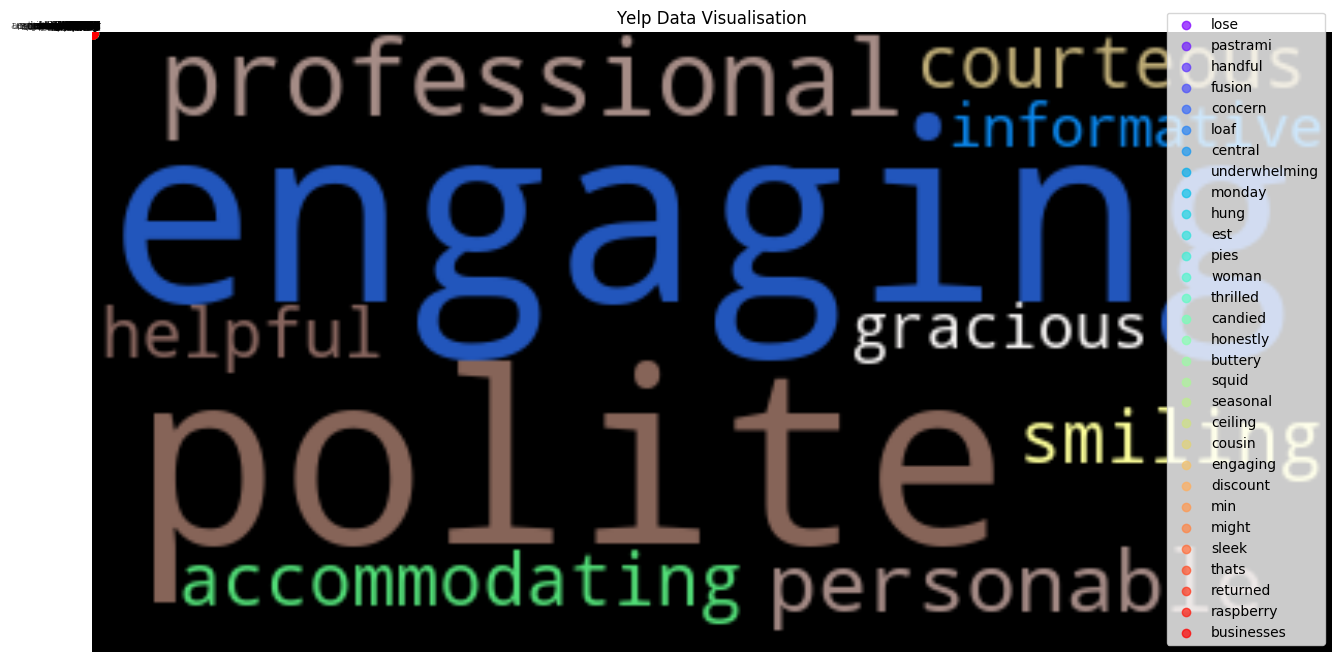 Yelp Data Visualisation
professional
courteous
informative
engaging
helpful
gracious
polite
smiling
accommodating
personable
lose
pastrami
handful
fusion
concern
loaf
central
underwhelming
monday
hung
est
pies
woman
thrilled
candied
honestly
buttery
squid
seasonal
ceiling
cousin
engaging
discount
min
might
sleek
thats
returned
raspberry
businesses